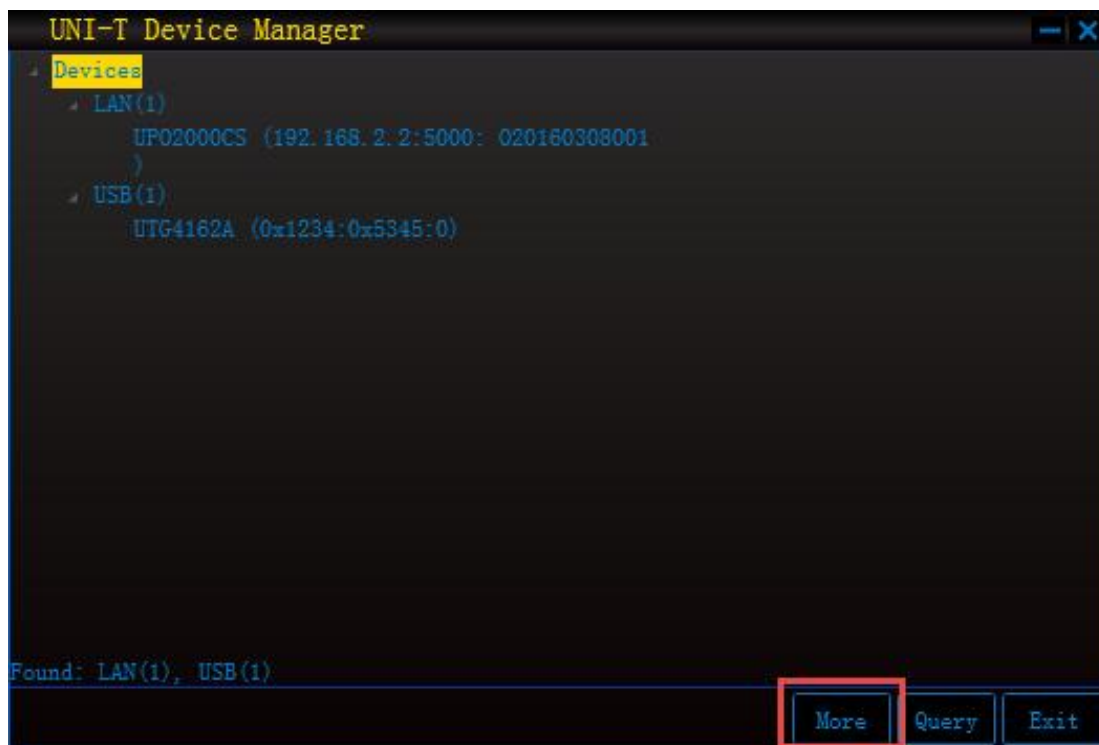 UNI-T Device Manager
Devices
LAN(1)
UPO2000CS (192.168.2.2:5000: 020160308001
)
USB(1)
UTG4162A (0x1234:0x5345:0)
Found: LAN(1), USB(1)
More Query Exit